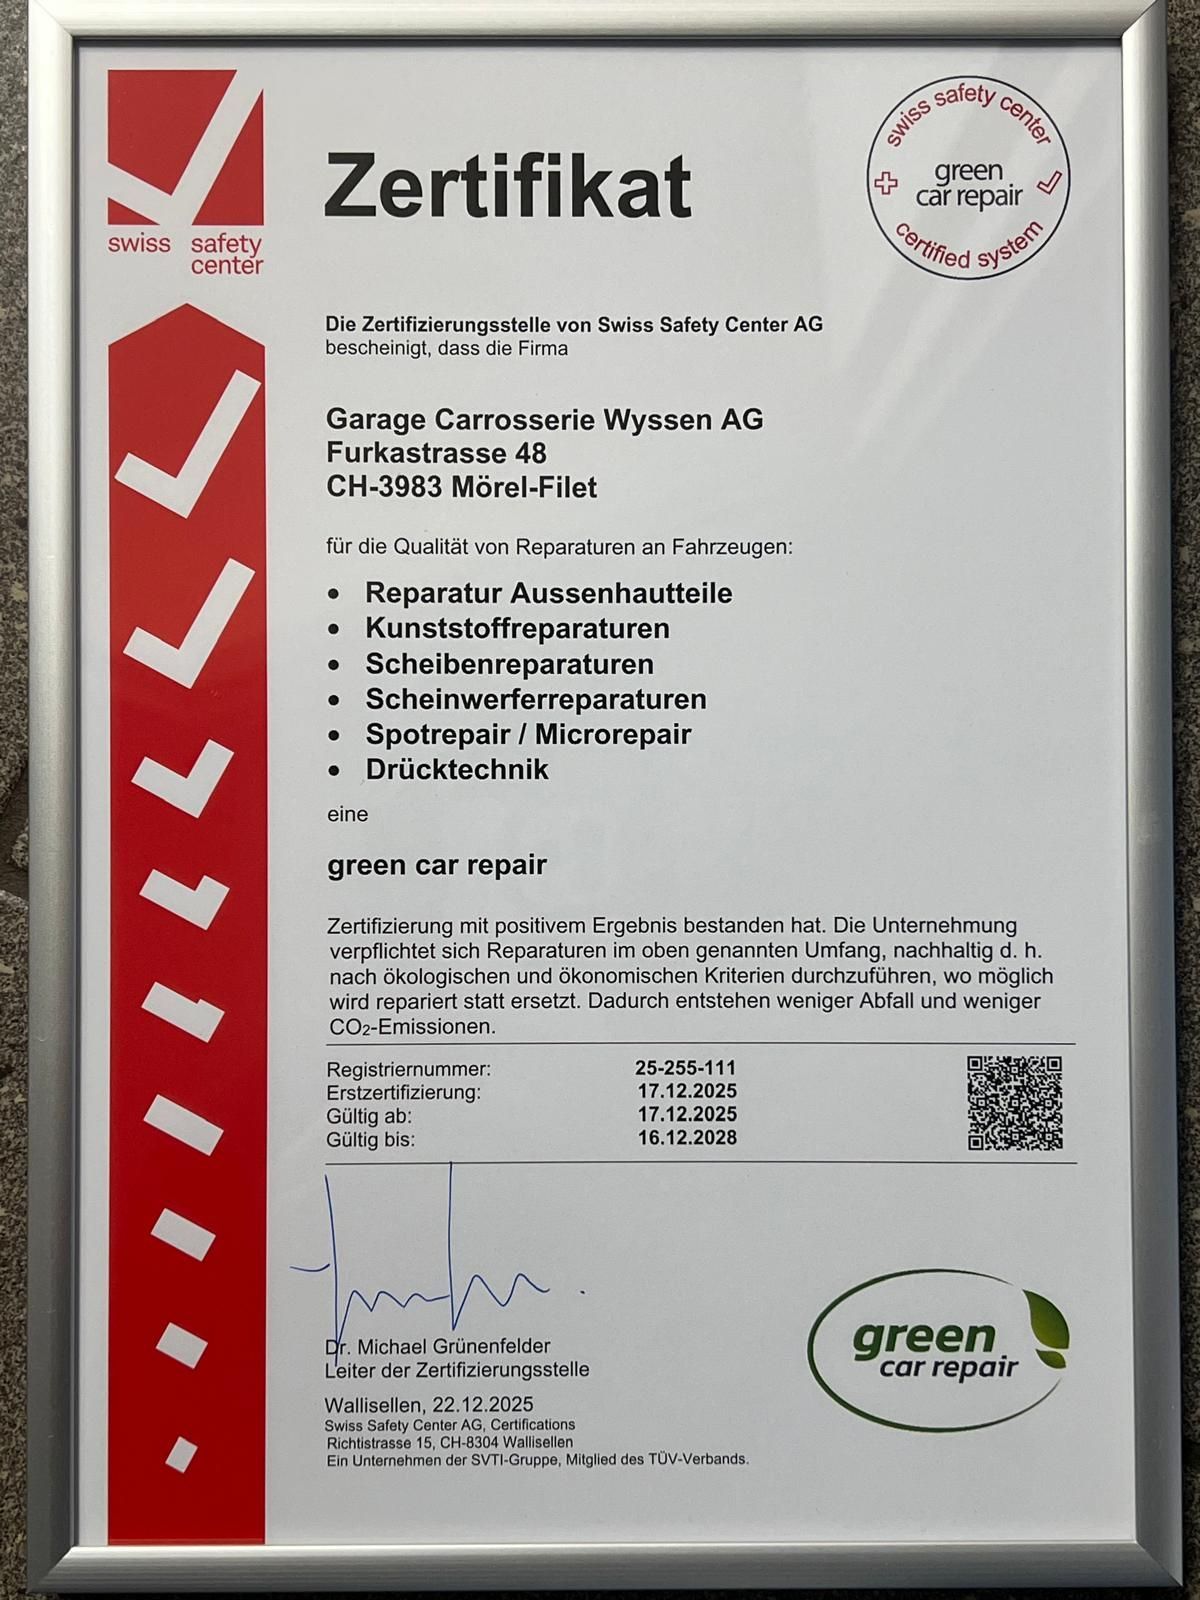 swiss safety
center
Zertifikat
swiss safety center
green
car repair
certified system
Die Zertifizierungsstelle von Swiss Safety Center AG
bescheinigt, dass die Firma
Garage Carrosserie Wyssen AG
Furkastrasse 48
CH-3983 Mörel-Filet
für die Qualität von Reparaturen an Fahrzeugen:
• Reparatur Aussenhautteile
• Kunststoffreparaturen
• Scheibenreparaturen
• Scheinwerferreparaturen
• Spotrepair / Microrepair
• Drücktechnik
eine
green car repair
Zertifizierung mit positivem Ergebnis bestanden hat. Die Unternehmung
verpflichtet sich Reparaturen im oben genannten Umfang, nachhaltig d. h.
nach ökologischen und ökonomischen Kriterien durchzuführen, wo möglich
wird repariert statt ersetzt. Dadurch entstehen weniger Abfall und weniger
CO₂-Emissionen.
Registriernummer: 25-255-111
Erstzertifizierung: 17.12.2025
Gültig ab: 17.12.2025
Gültig bis: 16.12.2028
Dr. Michael Grünenfelder
Leiter der Zertifizierungsstelle
Wallisellen, 22.12.2025
Swiss Safety Center AG, Certifications
Richtistrasse 15, CH-8304 Wallisellen
Ein Unternehmen der SVTI-Gruppe, Mitglied des TÜV-Verbands.
green
car repair